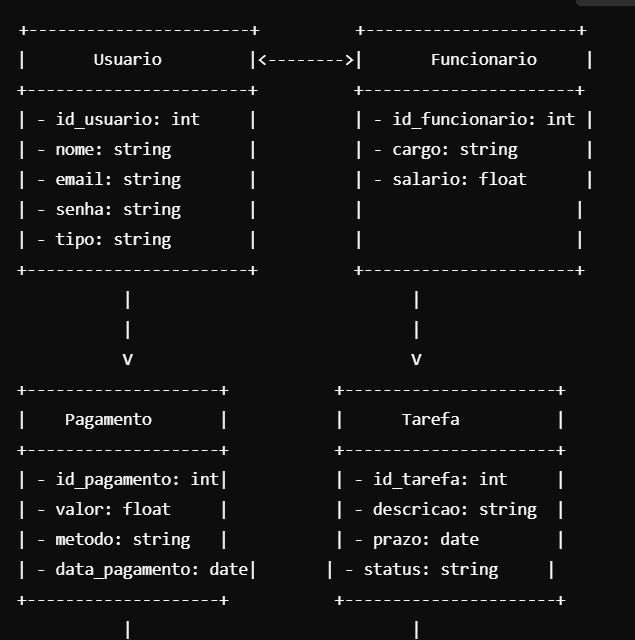 +-----------------------+          +----------------------+
|       Usuario         |<-------->|       Funcionario     |
+-----------------------+          +----------------------+
| - id_usuario: int     |          | - id_funcionario: int |
| - nome: string        |          | - cargo: string       |
| - email: string       |          | - salario: float      |
| - senha: string       |          |                      |
| - tipo: string        |          |                      |
+-----------------------+          +----------------------+
           |                             |
           |                             |
           v                             v
+--------------------+           +----------------------+
|    Pagamento       |           |      Tarefa          |
+--------------------+           +----------------------+
| - id_pagamento: int|           | - id_tarefa: int     |
| - valor: float     |           | - descricao: string  |
| - metodo: string   |           | - prazo: date        |
| - data_pagamento: date|       | - status: string     |
+--------------------+           +----------------------+
           |                             |